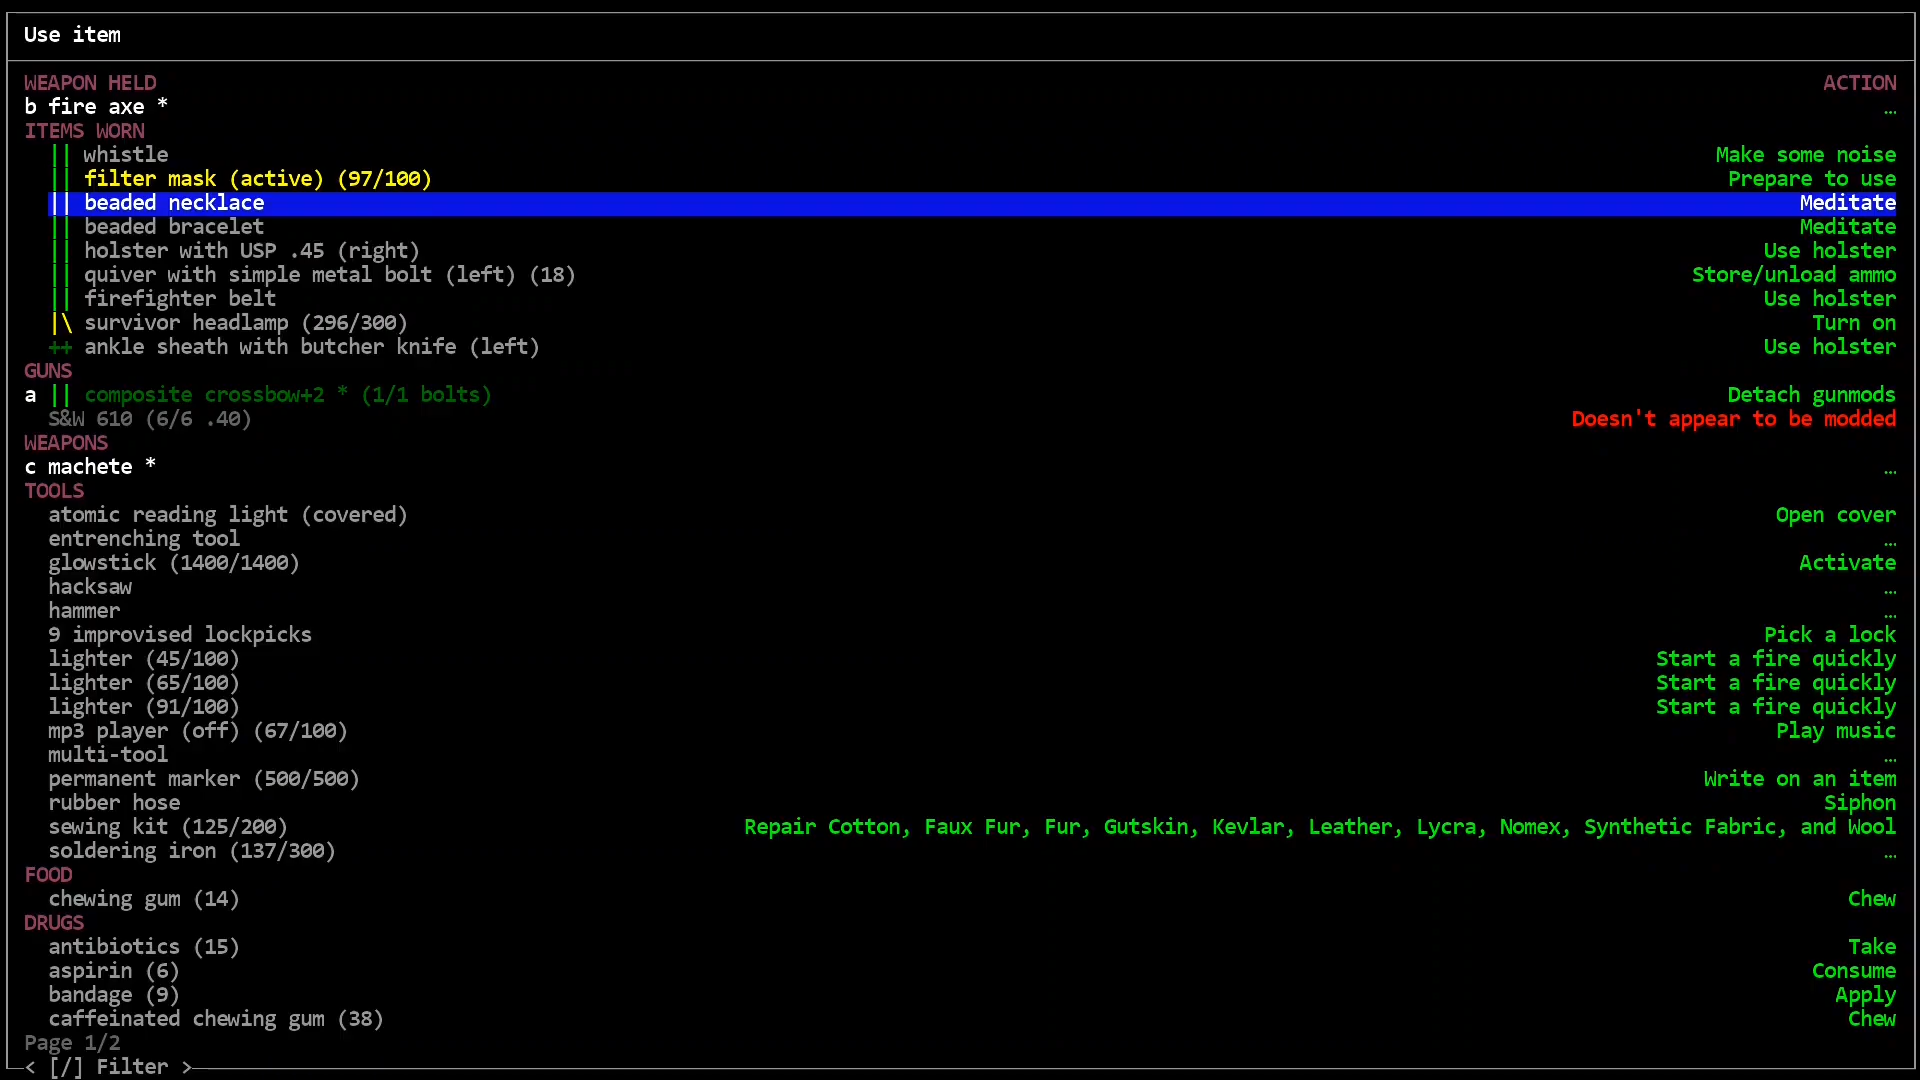 Use item
WEAPON HELD ACTION
b fire axe * …
ITEMS WORN
|| whistle Make some noise
|| filter mask (active) (97/100) Prepare to use
|| beaded necklace Meditate
|| beaded bracelet Meditate
|| holster with USP .45 (right) Use holster
|| quiver with simple metal bolt (left) (18) Store/unload ammo
|| firefighter belt Use holster
|\ survivor headlamp (296/300) Turn on
++ ankle sheath with butcher knife (left) Use holster
GUNS
a || composite crossbow+2 * (1/1 bolts) Detach gunmods
S&W 610 (6/6 .40) Doesn't appear to be modded
WEAPONS
c machete * …
TOOLS
atomic reading light (covered) Open cover
entrenching tool …
glowstick (1400/1400) Activate
hacksaw …
hammer …
9 improvised lockpicks Pick a lock
lighter (45/100) Start a fire quickly
lighter (65/100) Start a fire quickly
lighter (91/100) Start a fire quickly
mp3 player (off) (67/100) Play music
multi-tool …
permanent marker (500/500) Write on an item
rubber hose Siphon
sewing kit (125/200) Repair Cotton, Faux Fur, Fur, Gutskin, Kevlar, Leather, Lycra, Nomex, Synthetic Fabric, and Wool
soldering iron (137/300) …
FOOD
chewing gum (14) Chew
DRUGS
antibiotics (15) Take
aspirin (6) Consume
bandage (9) Apply
caffeinated chewing gum (38) Chew
Page 1/2
< [/] Filter >